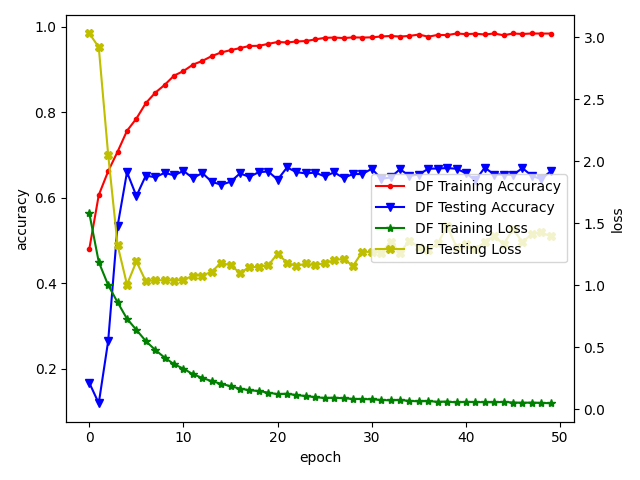 1.0
0.8
0.6
0.4
0.2
accuracy
3.0
2.5
2.0
1.5
1.0
0.5
0.0
loss
DF Training Accuracy
DF Testing Accuracy
DF Training Loss
DF Testing Loss
0 10 20 30 40 50
epoch